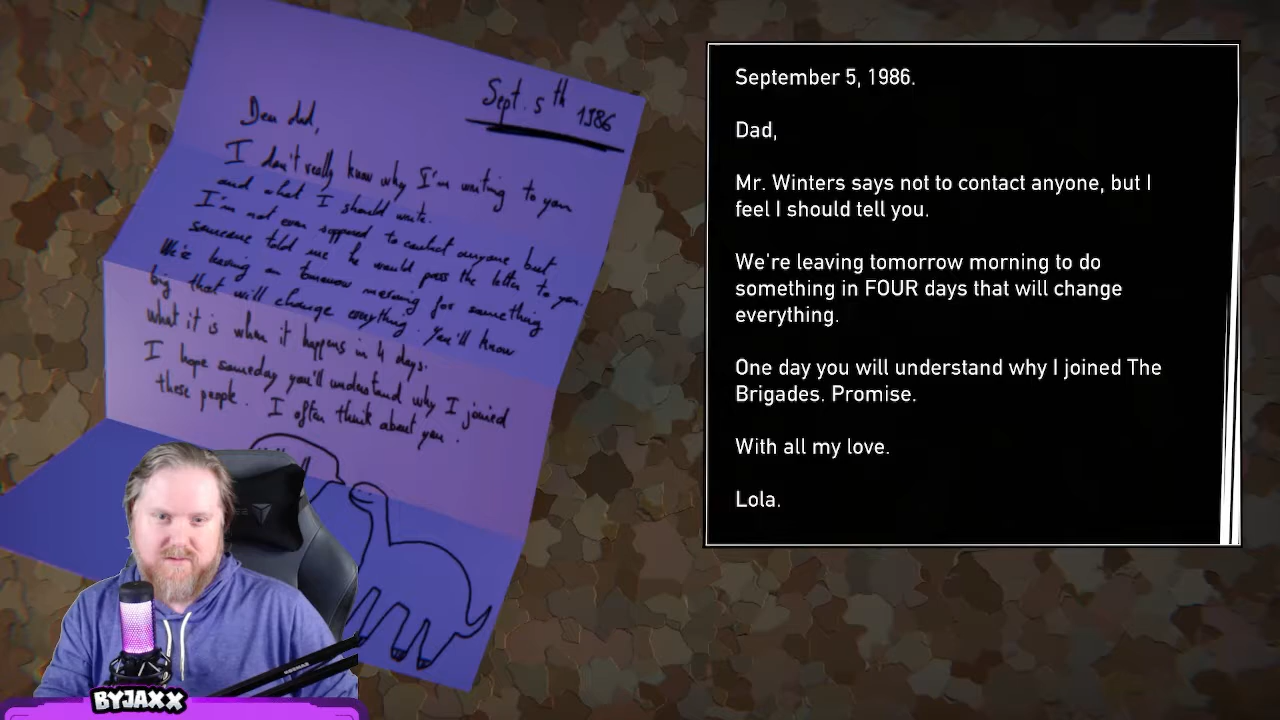 Sept. 5th 1986
Dear dad,
I don't really know why I'm writing to you
and what I should write.
I'm not even supposed to contact anyone but
someone told me he would pass the letter to you.
We're leaving on tomorrow morning for something
big that will change everything. You'll know
what it is when it happens in 4 days.
I hope someday you'll understand why I joined
these people. I often think about you.
September 5, 1986.
Dad,
Mr. Winters says not to contact anyone, but I
feel I should tell you.
We're leaving tomorrow morning to do
something in FOUR days that will change
everything.
One day you will understand why I joined The
Brigades. Promise.
With all my love.
Lola.
BYJAXX